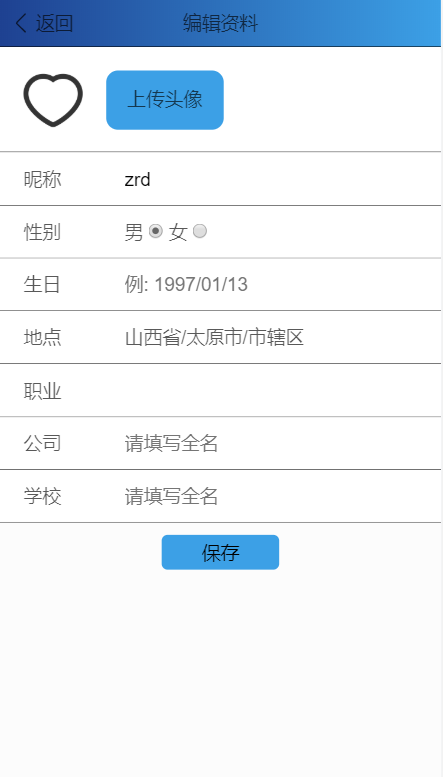 返回 编辑资料
上传头像
昵称 zrd
性别 男 女
生日 例: 1997/01/13
地点 山西省/太原市/市辖区
职业
公司 请填写全名
学校 请填写全名
保存